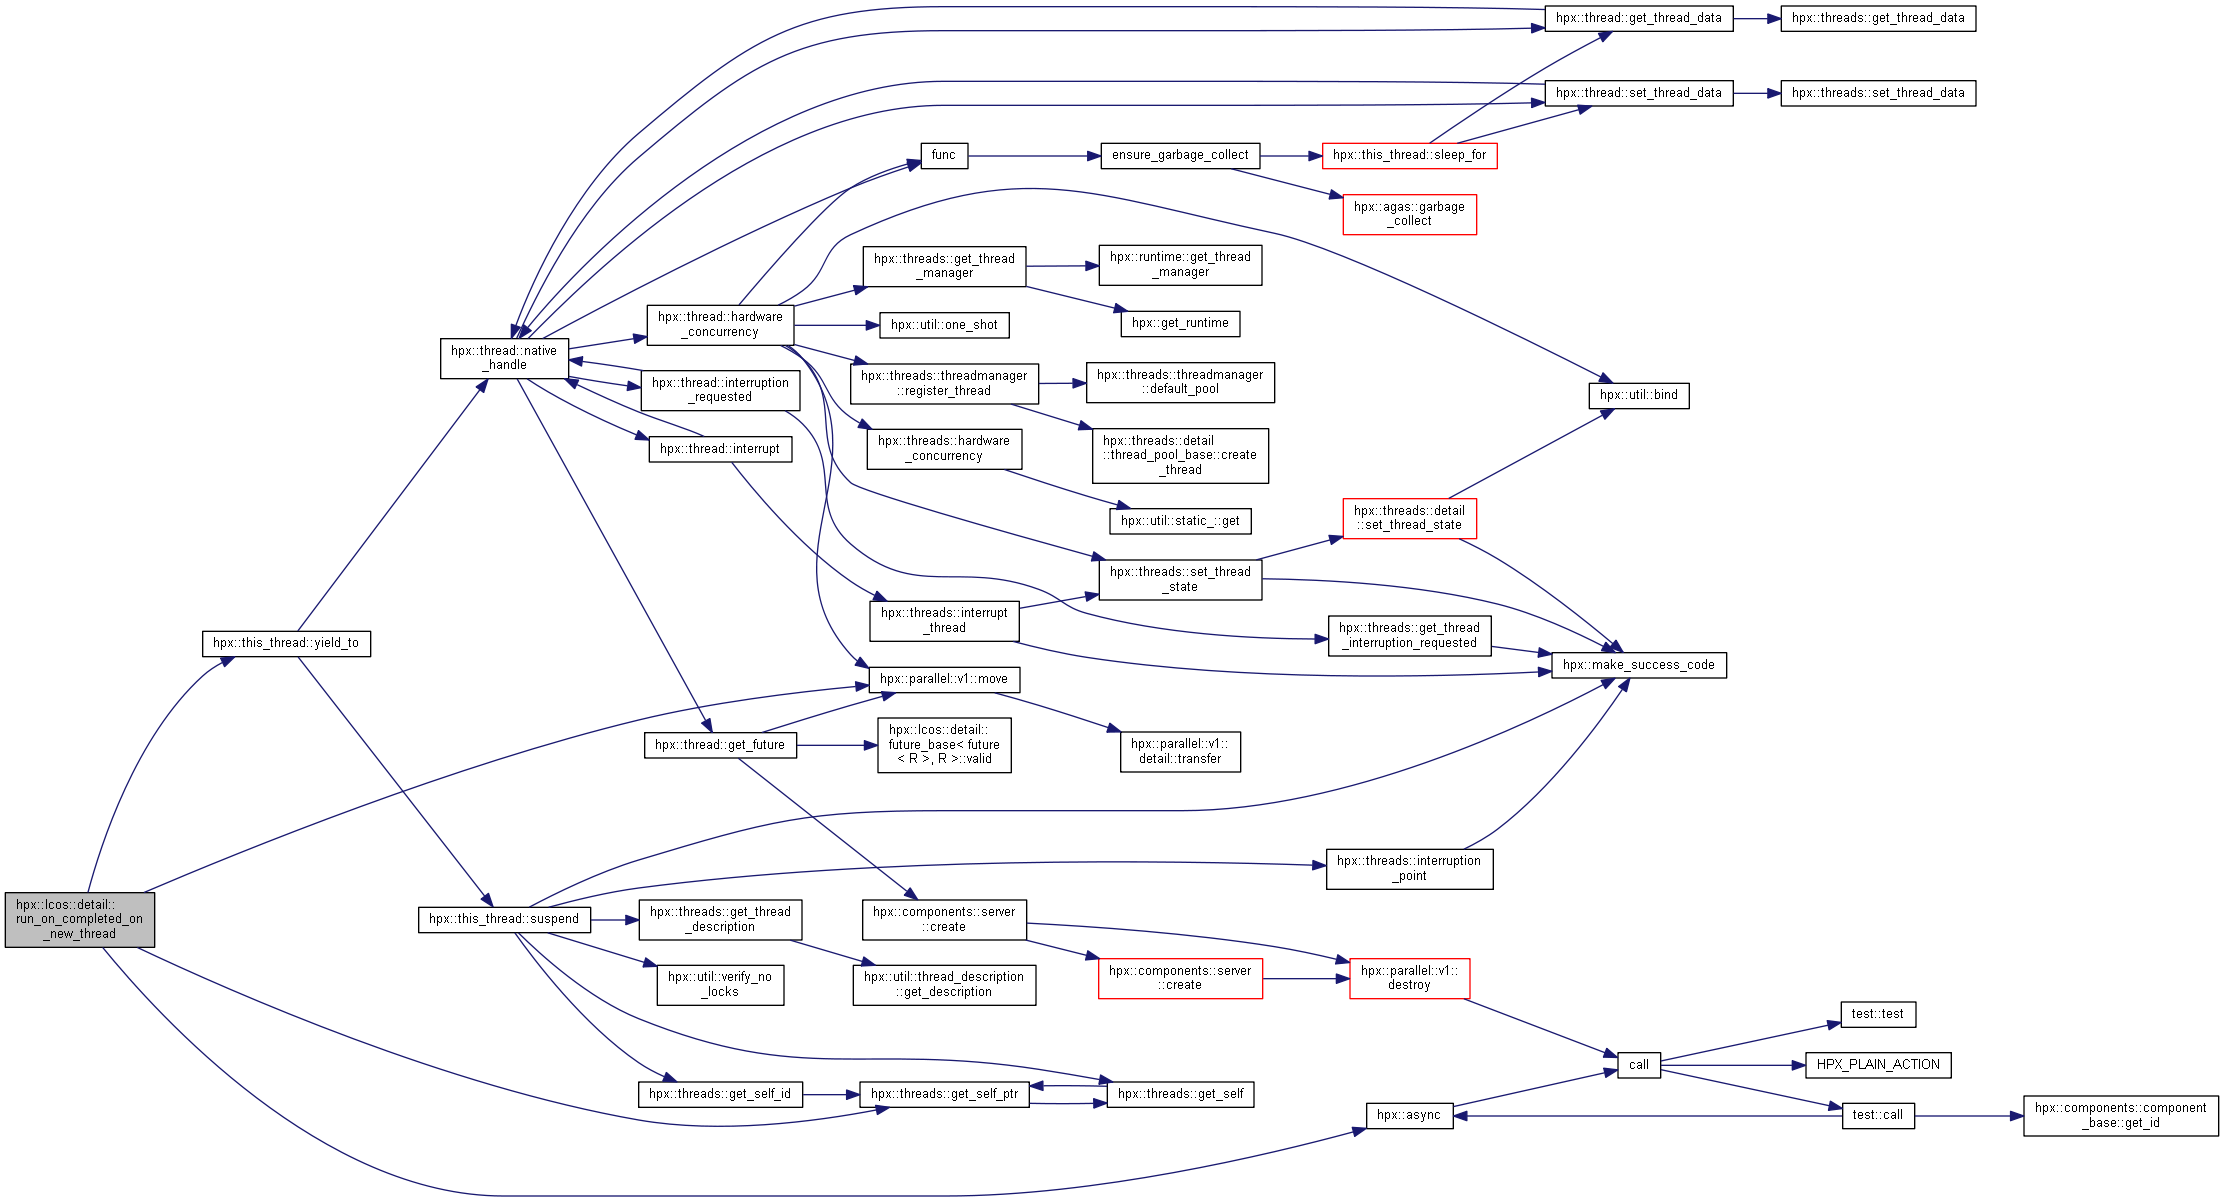 hpx::thread::get_thread_data
hpx::threads::get_thread_data
hpx::thread::set_thread_data
hpx::threads::set_thread_data
func
ensure_garbage_collect
hpx::this_thread::sleep_for
hpx::agas::garbage
_collect
hpx::threads::get_thread
_manager
hpx::runtime::get_thread
_manager
hpx::thread::hardware
_concurrency
hpx::util::one_shot
hpx::get_runtime
hpx::thread::native
_handle
hpx::thread::interruption
_requested
hpx::threads::threadmanager
::register_thread
hpx::threads::threadmanager
::default_pool
hpx::util::bind
hpx::thread::interrupt
hpx::threads::hardware
_concurrency
hpx::threads::detail
::thread_pool_base::create
_thread
hpx::util::static_::get
hpx::threads::detail
::set_thread_state
hpx::threads::set_thread
_state
hpx::threads::interrupt
_thread
hpx::threads::get_thread
_interruption_requested
hpx::this_thread::yield_to
hpx::make_success_code
hpx::parallel::v1::move
hpx::thread::get_future
hpx::lcos::detail::
future_base< future
< R >, R >::valid
hpx::parallel::v1::
detail::transfer
hpx::threads::interruption
_point
hpx::lcos::detail::
run_on_completed_on
_new_thread
hpx::this_thread::suspend
hpx::threads::get_thread
_description
hpx::components::server
::create
hpx::util::verify_no
_locks
hpx::util::thread_description
::get_description
hpx::components::server
::create
hpx::parallel::v1::
destroy
test::test
call
HPX_PLAIN_ACTION
hpx::threads::get_self_id
hpx::threads::get_self_ptr
hpx::threads::get_self
hpx::async
test::call
hpx::components::component
_base::get_id